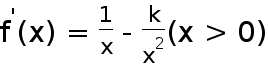 f'(x) = 1/x - k/x² (x > 0)